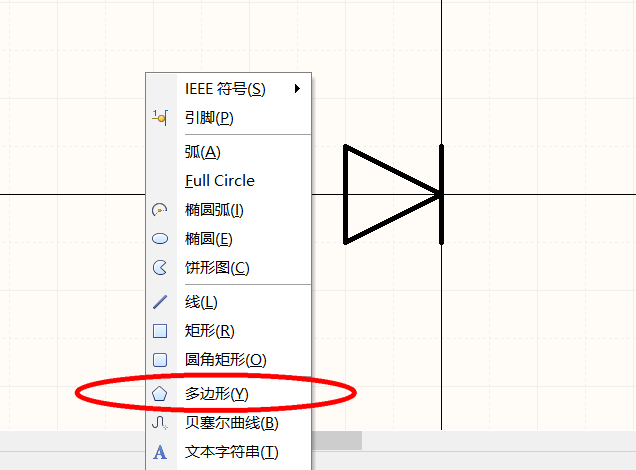 IEEE 符号(S)
引脚(P)
弧(A)
Full Circle
椭圆弧(I)
椭圆(E)
饼形图(C)
线(L)
矩形(R)
圆角矩形(O)
多边形(Y)
贝塞尔曲线(B)
文本字符串(T)